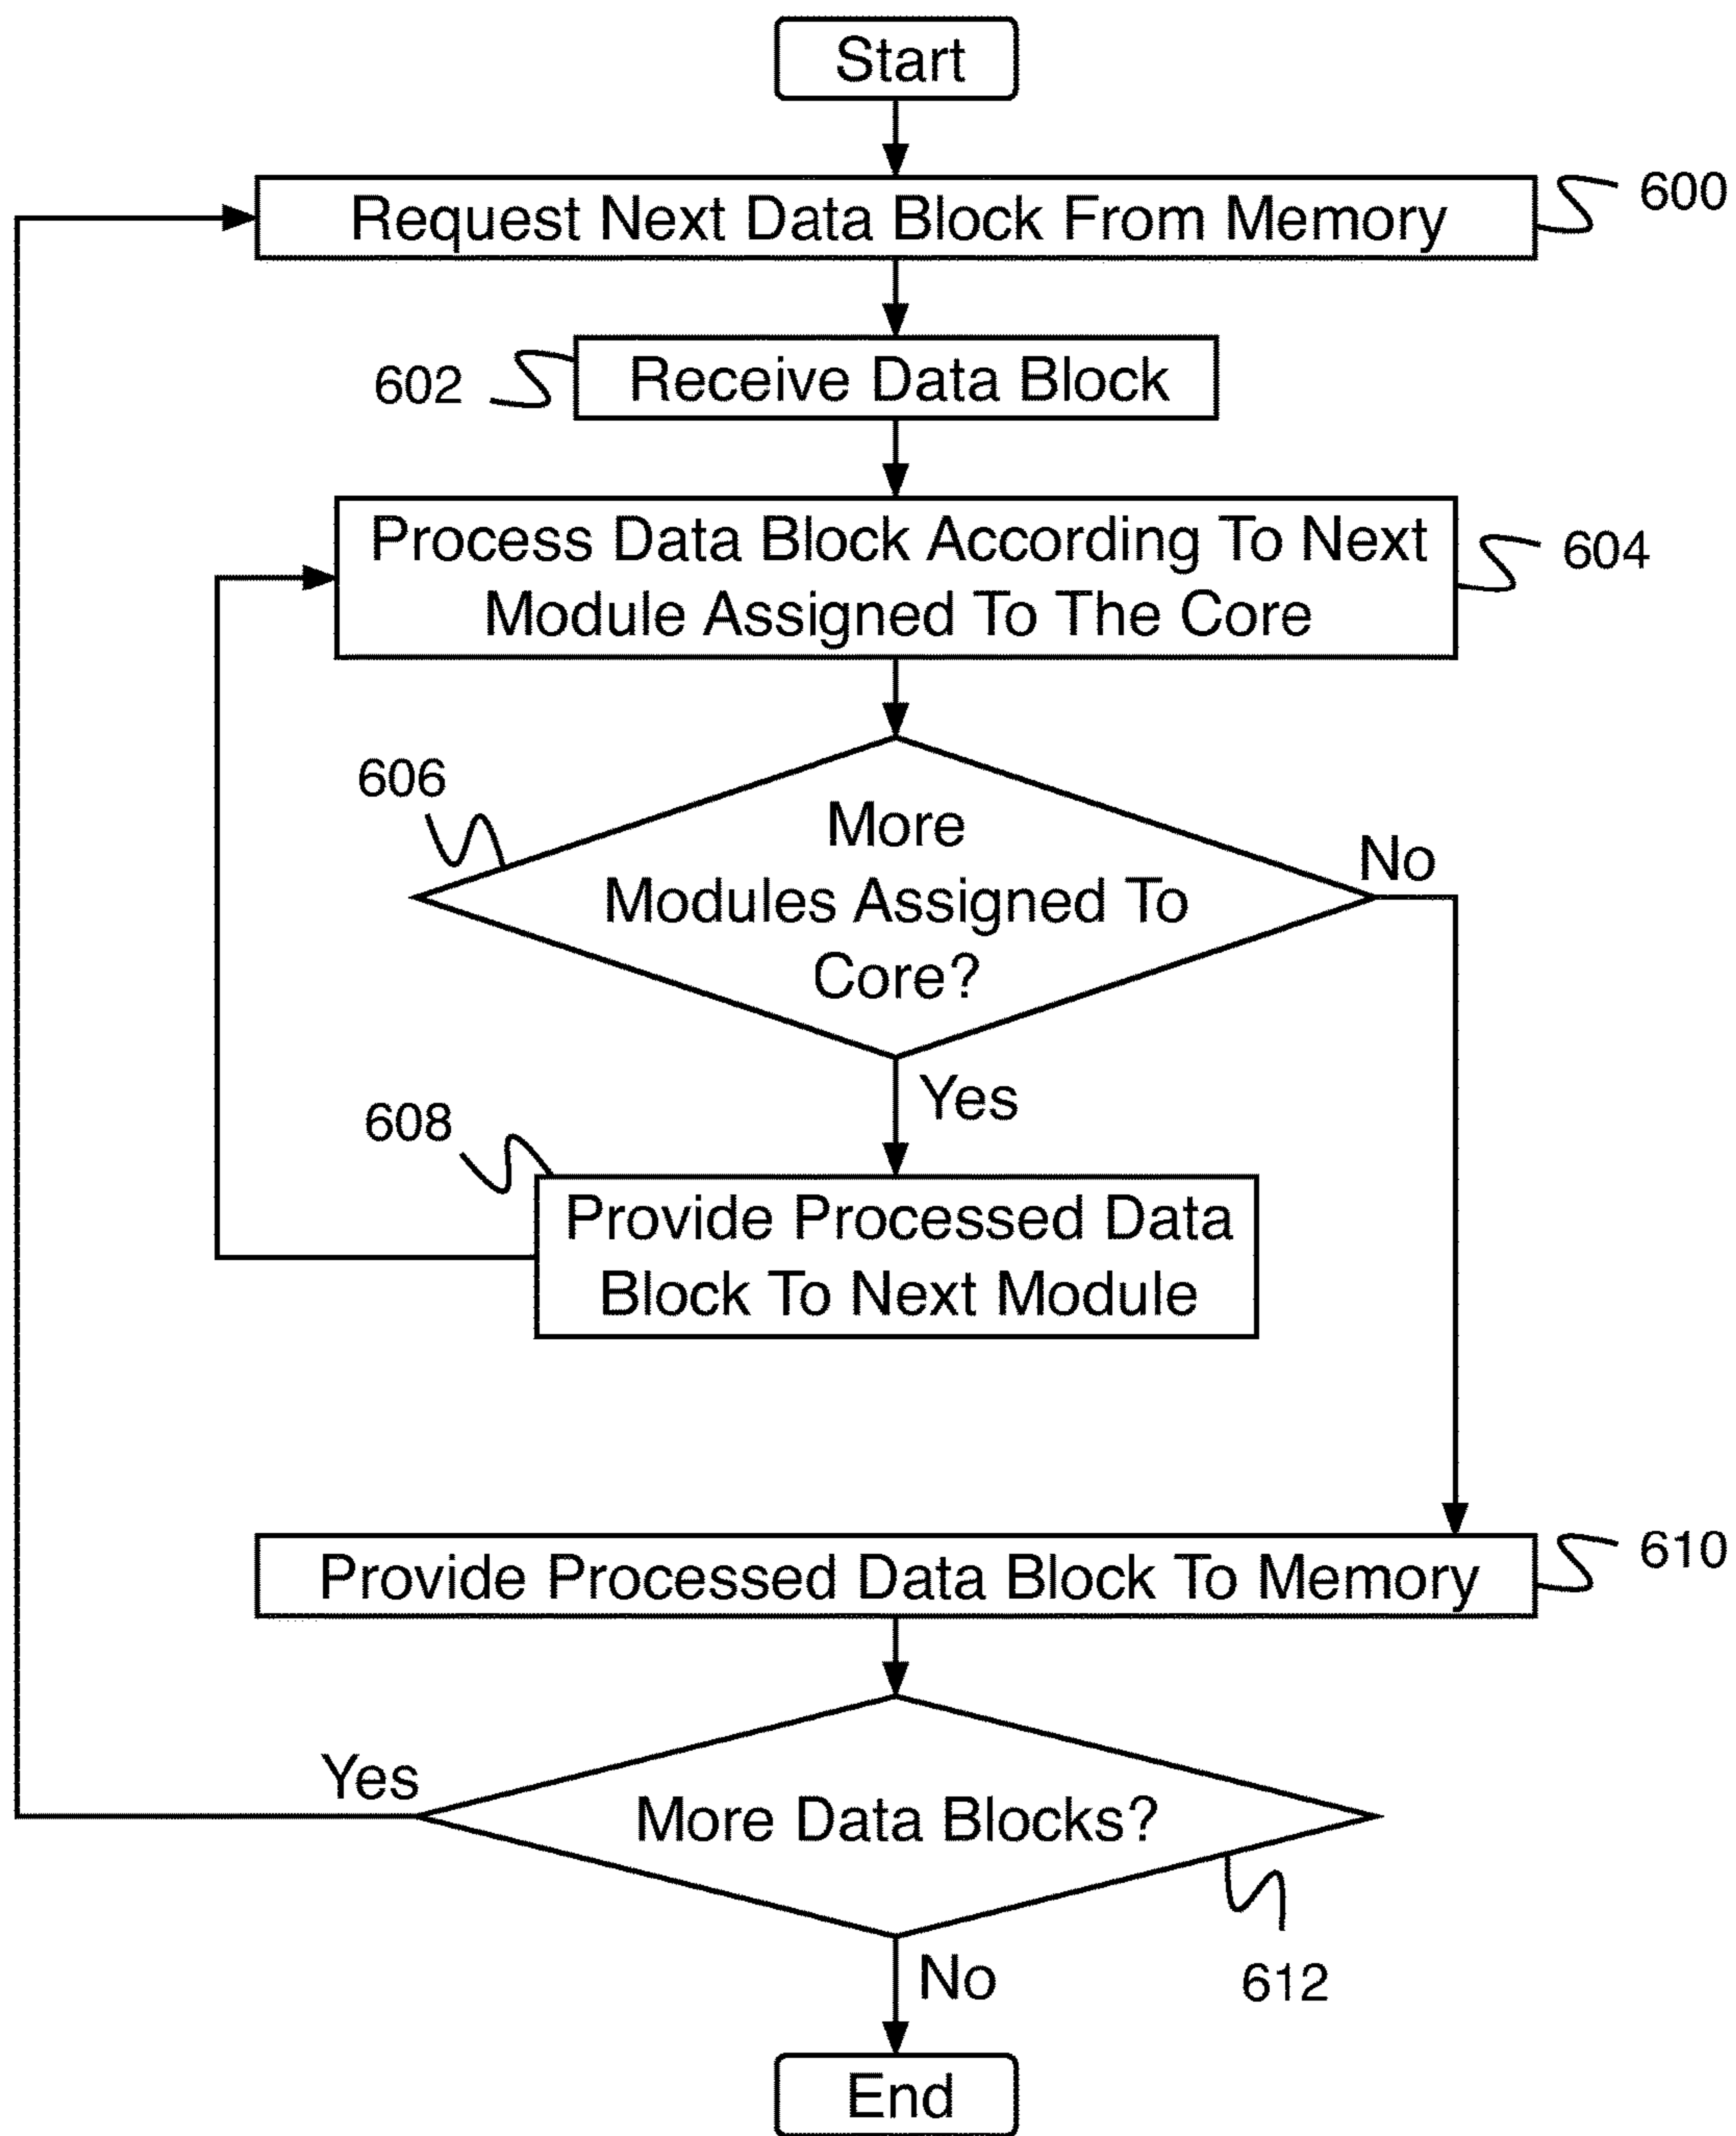 Start
Request Next Data Block From Memory
600
602
Receive Data Block
Process Data Block According To Next
Module Assigned To The Core
604
606
More
Modules Assigned To
Core?
No
Yes
608
Provide Processed Data
Block To Next Module
Provide Processed Data Block To Memory
610
Yes
More Data Blocks?
612
No
End